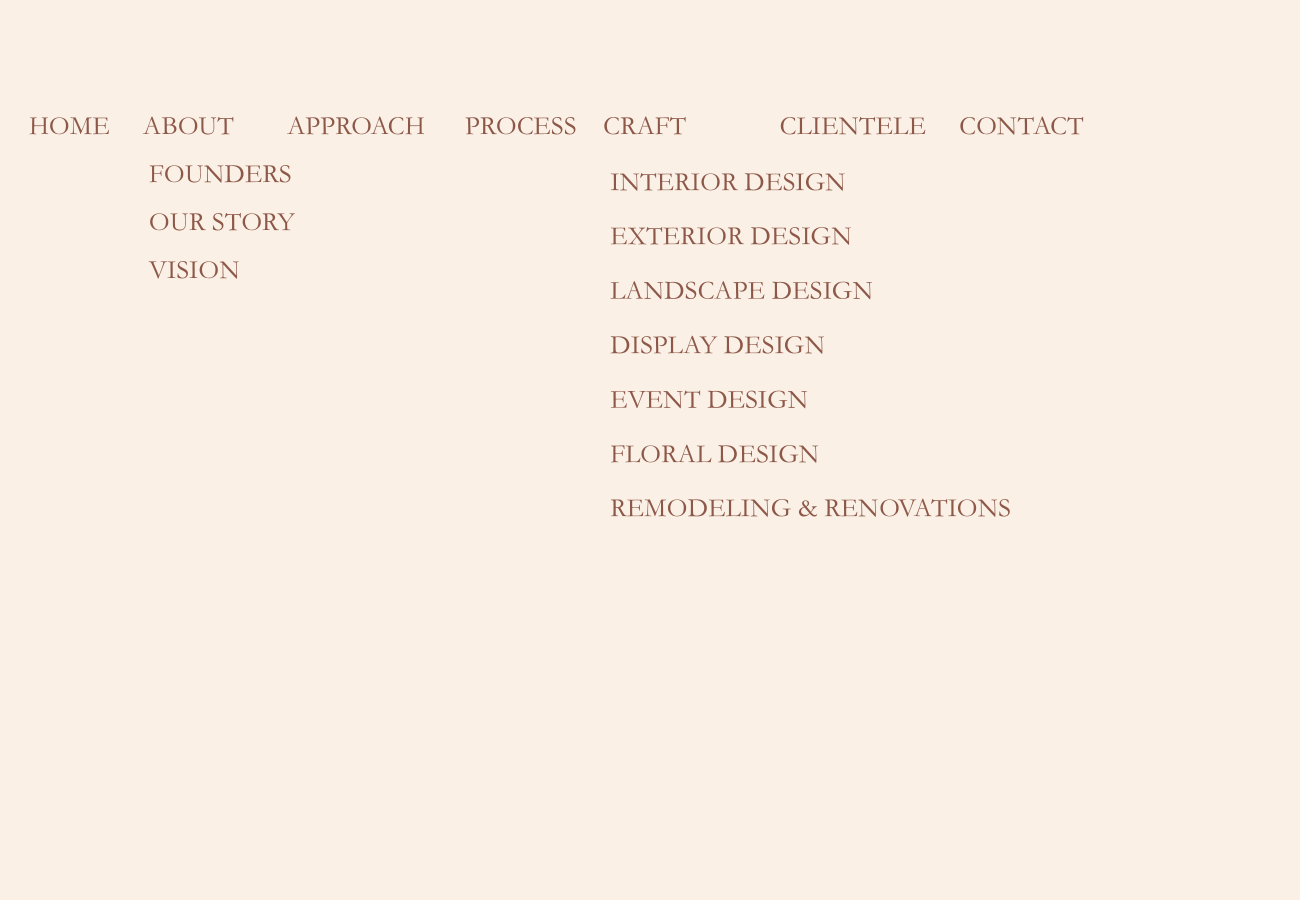 HOME ABOUT APPROACH PROCESS CRAFT CLIENTELE CONTACT
FOUNDERS
OUR STORY
VISION
INTERIOR DESIGN
EXTERIOR DESIGN
LANDSCAPE DESIGN
DISPLAY DESIGN
EVENT DESIGN
FLORAL DESIGN
REMODELING & RENOVATIONS